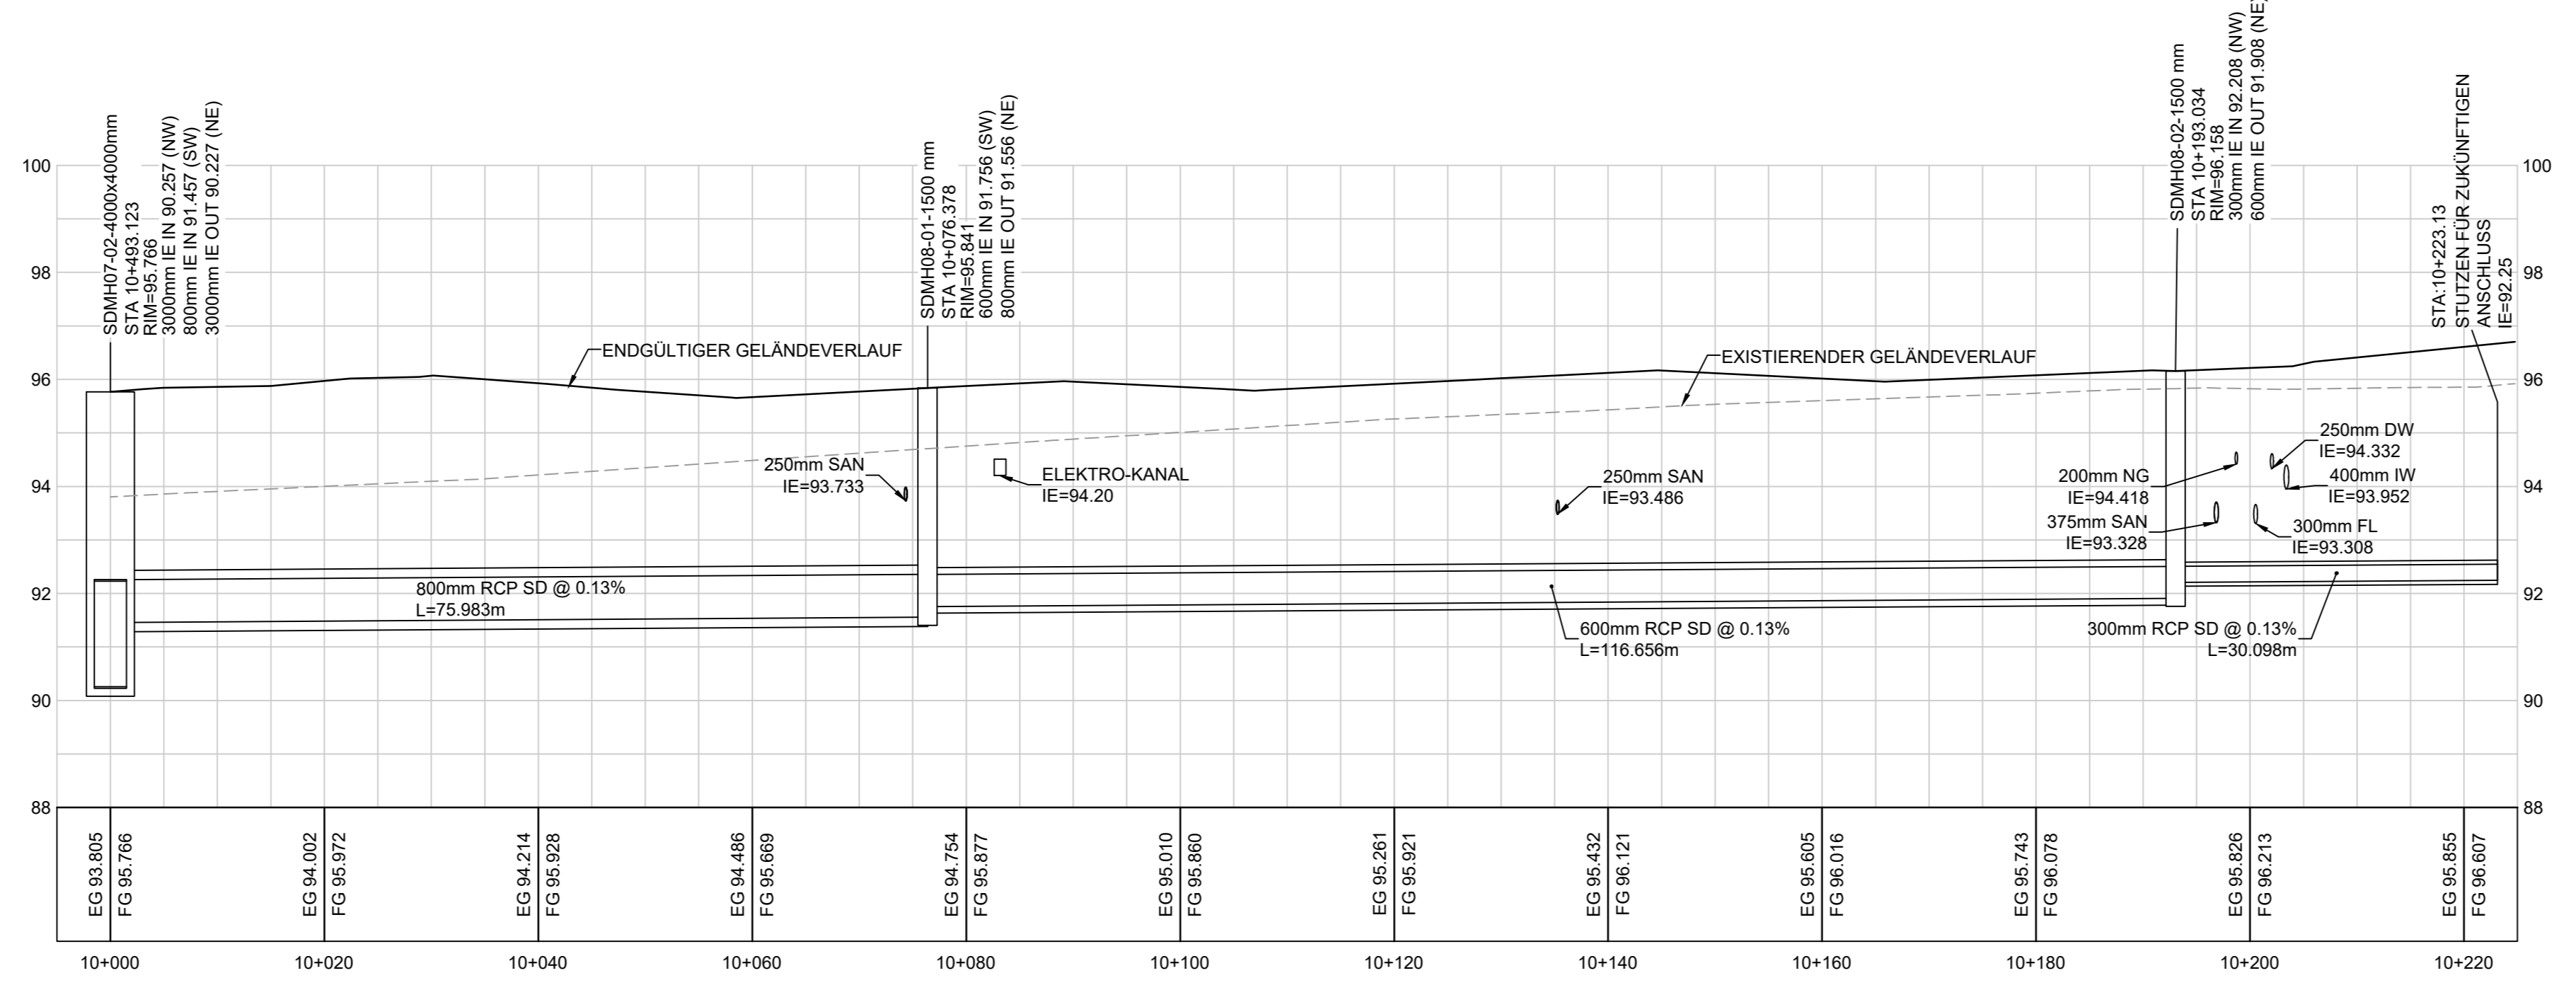 SDMH07-02-4000x4000mm
STA 10+493.123
RIM=95.766
3000mm IE IN 90.257 (NW)
800mm IE IN 91.457 (SW)
3000mm IE OUT 90.227 (NE)
SDMH08-01-1500 mm
STA 10+076.378
RIM=95.841
600mm IE IN 91.756 (SW)
800mm IE OUT 91.556 (NE)
SDMH08-02-1500 mm
STA 10+193.034
RIM=96.158
300mm IE IN 92.208 (NW)
600mm IE OUT 91.908 (NE)
STA:10+223.13
STUTZEN FÜR ZUKÜNFTIGEN
ANSCHLUSS
IE=92.25
100
98
96
94
92
90
88
100
98
96
94
92
90
88
ENDGÜLTIGER GELÄNDEVERLAUF
EXISTIERENDER GELÄNDEVERLAUF
250mm SAN
IE=93.733
ELEKTRO-KANAL
IE=94.20
250mm SAN
IE=93.486
200mm NG
IE=94.418
375mm SAN
IE=93.328
250mm DW
IE=94.332
400mm IW
IE=93.952
300mm FL
IE=93.308
800mm RCP SD @ 0.13%
L=75.983m
600mm RCP SD @ 0.13%
L=116.656m
300mm RCP SD @ 0.13%
L=30.098m
EG 93.805
FG 95.766
EG 94.002
FG 95.972
EG 94.214
FG 95.928
EG 94.486
FG 95.669
EG 94.754
FG 95.877
EG 95.010
FG 95.860
EG 95.261
FG 95.921
EG 95.432
FG 96.121
EG 95.605
FG 96.016
EG 95.743
FG 96.078
EG 95.826
FG 96.213
EG 95.855
FG 96.607
10+000
10+020
10+040
10+060
10+080
10+100
10+120
10+140
10+160
10+180
10+200
10+220